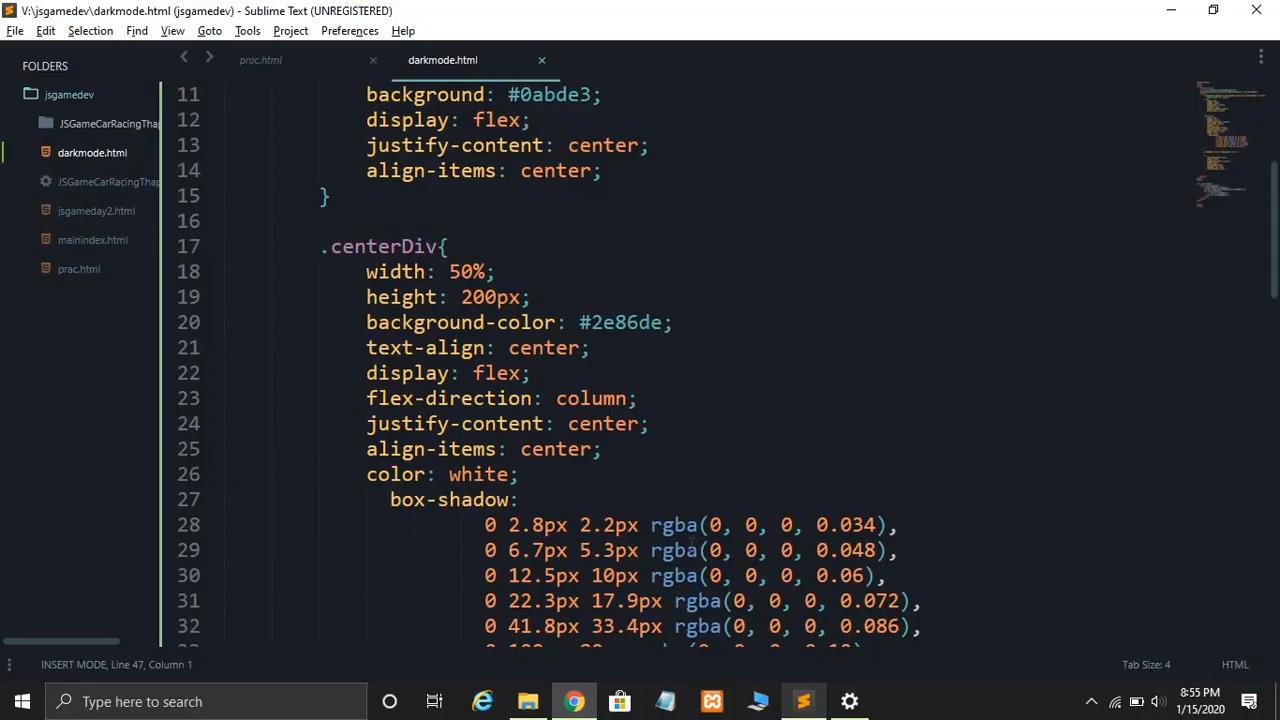 V:\jsgamedev\darkmode.html (jsgamedev) - Sublime Text (UNREGISTERED)
File Edit Selection Find View Goto Tools Project Preferences Help
FOLDERS
jsgamedev
JSGameCarRacingThap
darkmode.html
JSGameCarRacingThap
jsgameday2.html
mainindex.html
prac.html
prac.html
darkmode.html
11 background: #0abde3;
12 display: flex;
13 justify-content: center;
14 align-items: center;
15 }
16
17 .centerDiv{
18 width: 50%;
19 height: 200px;
20 background-color: #2e86de;
21 text-align: center;
22 display: flex;
23 flex-direction: column;
24 justify-content: center;
25 align-items: center;
26 color: white;
27 box-shadow:
28 0 2.8px 2.2px rgba(0, 0, 0, 0.034),
29 0 6.7px 5.3px rgba(0, 0, 0, 0.048),
30 0 12.5px 10px rgba(0, 0, 0, 0.06),
31 0 22.3px 17.9px rgba(0, 0, 0, 0.072),
32 0 41.8px 33.4px rgba(0, 0, 0, 0.086),
INSERT MODE, Line 47, Column 1
Tab Size: 4
HTML
Type here to search
8:55 PM
1/15/2020